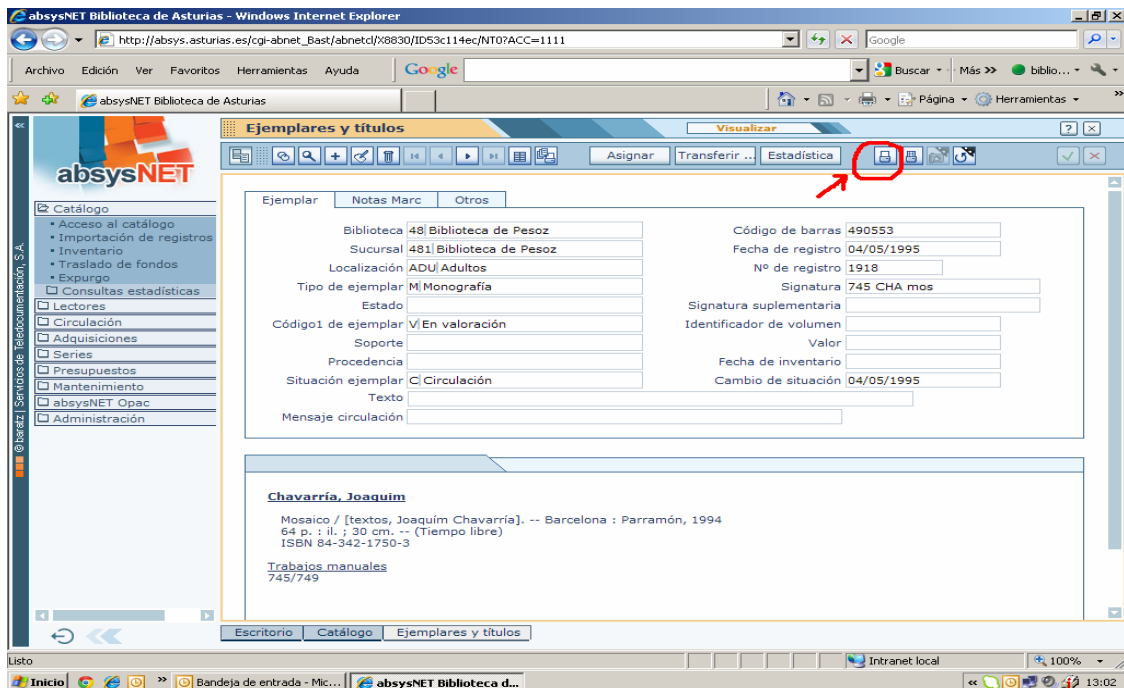 absysNET Biblioteca de Asturias - Windows Internet Explorer
http://absys.asturias.es/cgi-abnet_Bast/abnetcl/X8830/ID53c114ec/NT0?ACC=1111
Google
Archivo Edición Ver Favoritos Herramientas Ayuda
Google
Buscar Más >> biblio...
absysNET Biblioteca de Asturias
Página Herramientas >>
absysNET
Ejemplares y títulos
Visualizar
Asignar Transferir ... Estadística
Catálogo
Acceso al catálogo
Importación de registros
Inventario
Traslado de fondos
Expurgo
Consultas estadísticas
Lectores
Circulación
Adquisiciones
Series
Presupuestos
Mantenimiento
absysNET Opac
Administración
© baratz | Servicios de Teledocumentación, S.A.
Ejemplar Notas Marc Otros
Biblioteca 48 Biblioteca de Pesoz
Código de barras 490553
Sucursal 481 Biblioteca de Pesoz
Fecha de registro 04/05/1995
Localización ADU Adultos
Nº de registro 1918
Tipo de ejemplar M Monografía
Signatura 745 CHA mos
Estado
Signatura suplementaria
Código1 de ejemplar V En valoración
Identificador de volumen
Soporte
Valor
Procedencia
Fecha de inventario
Situación ejemplar C Circulación
Cambio de situación 04/05/1995
Texto
Mensaje circulación
Chavarría, Joaquim
Mosaico / [textos, Joaquím Chavarría]. -- Barcelona : Parramón, 1994
64 p. : il. ; 30 cm. -- (Tiempo libre)
ISBN 84-342-1750-3
Trabajos manuales
745/749
Escritorio Catálogo Ejemplares y títulos
Listo
Intranet local
100%
Inicio
Bandeja de entrada - Mic...
absysNET Biblioteca d...
13:02